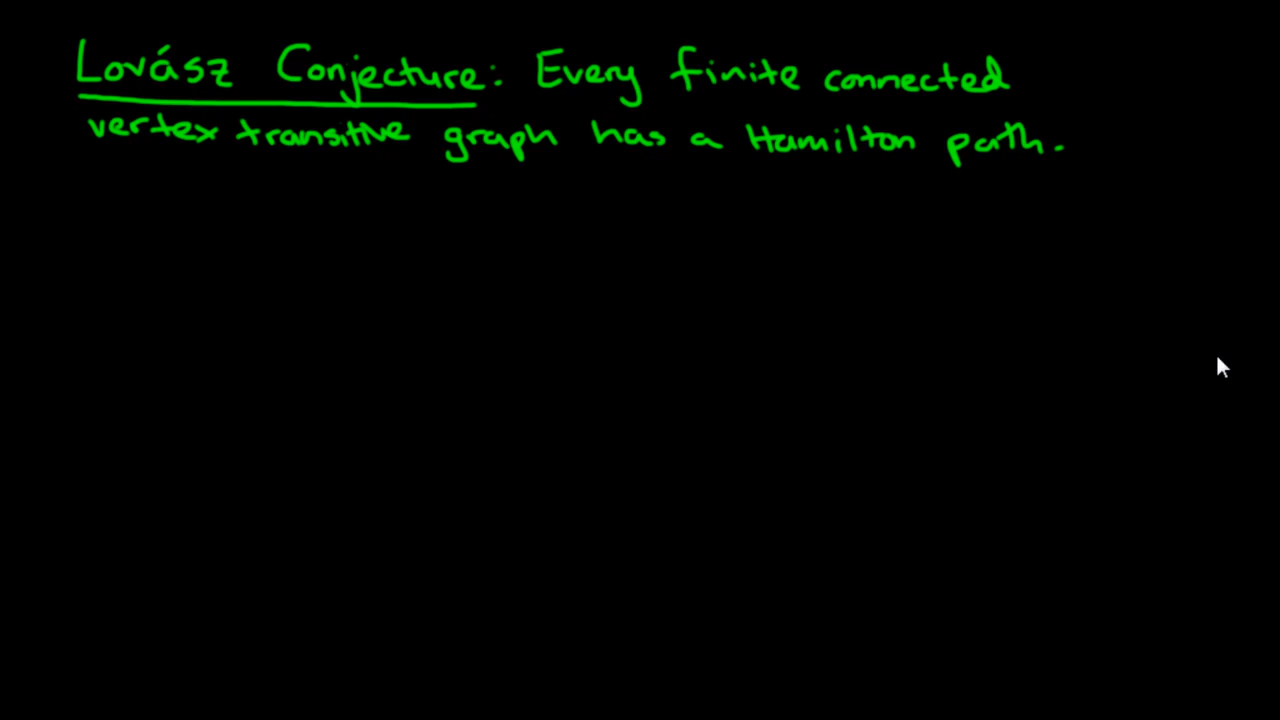 Lovász Conjecture: Every finite connected
vertex transitive graph has a Hamilton path.